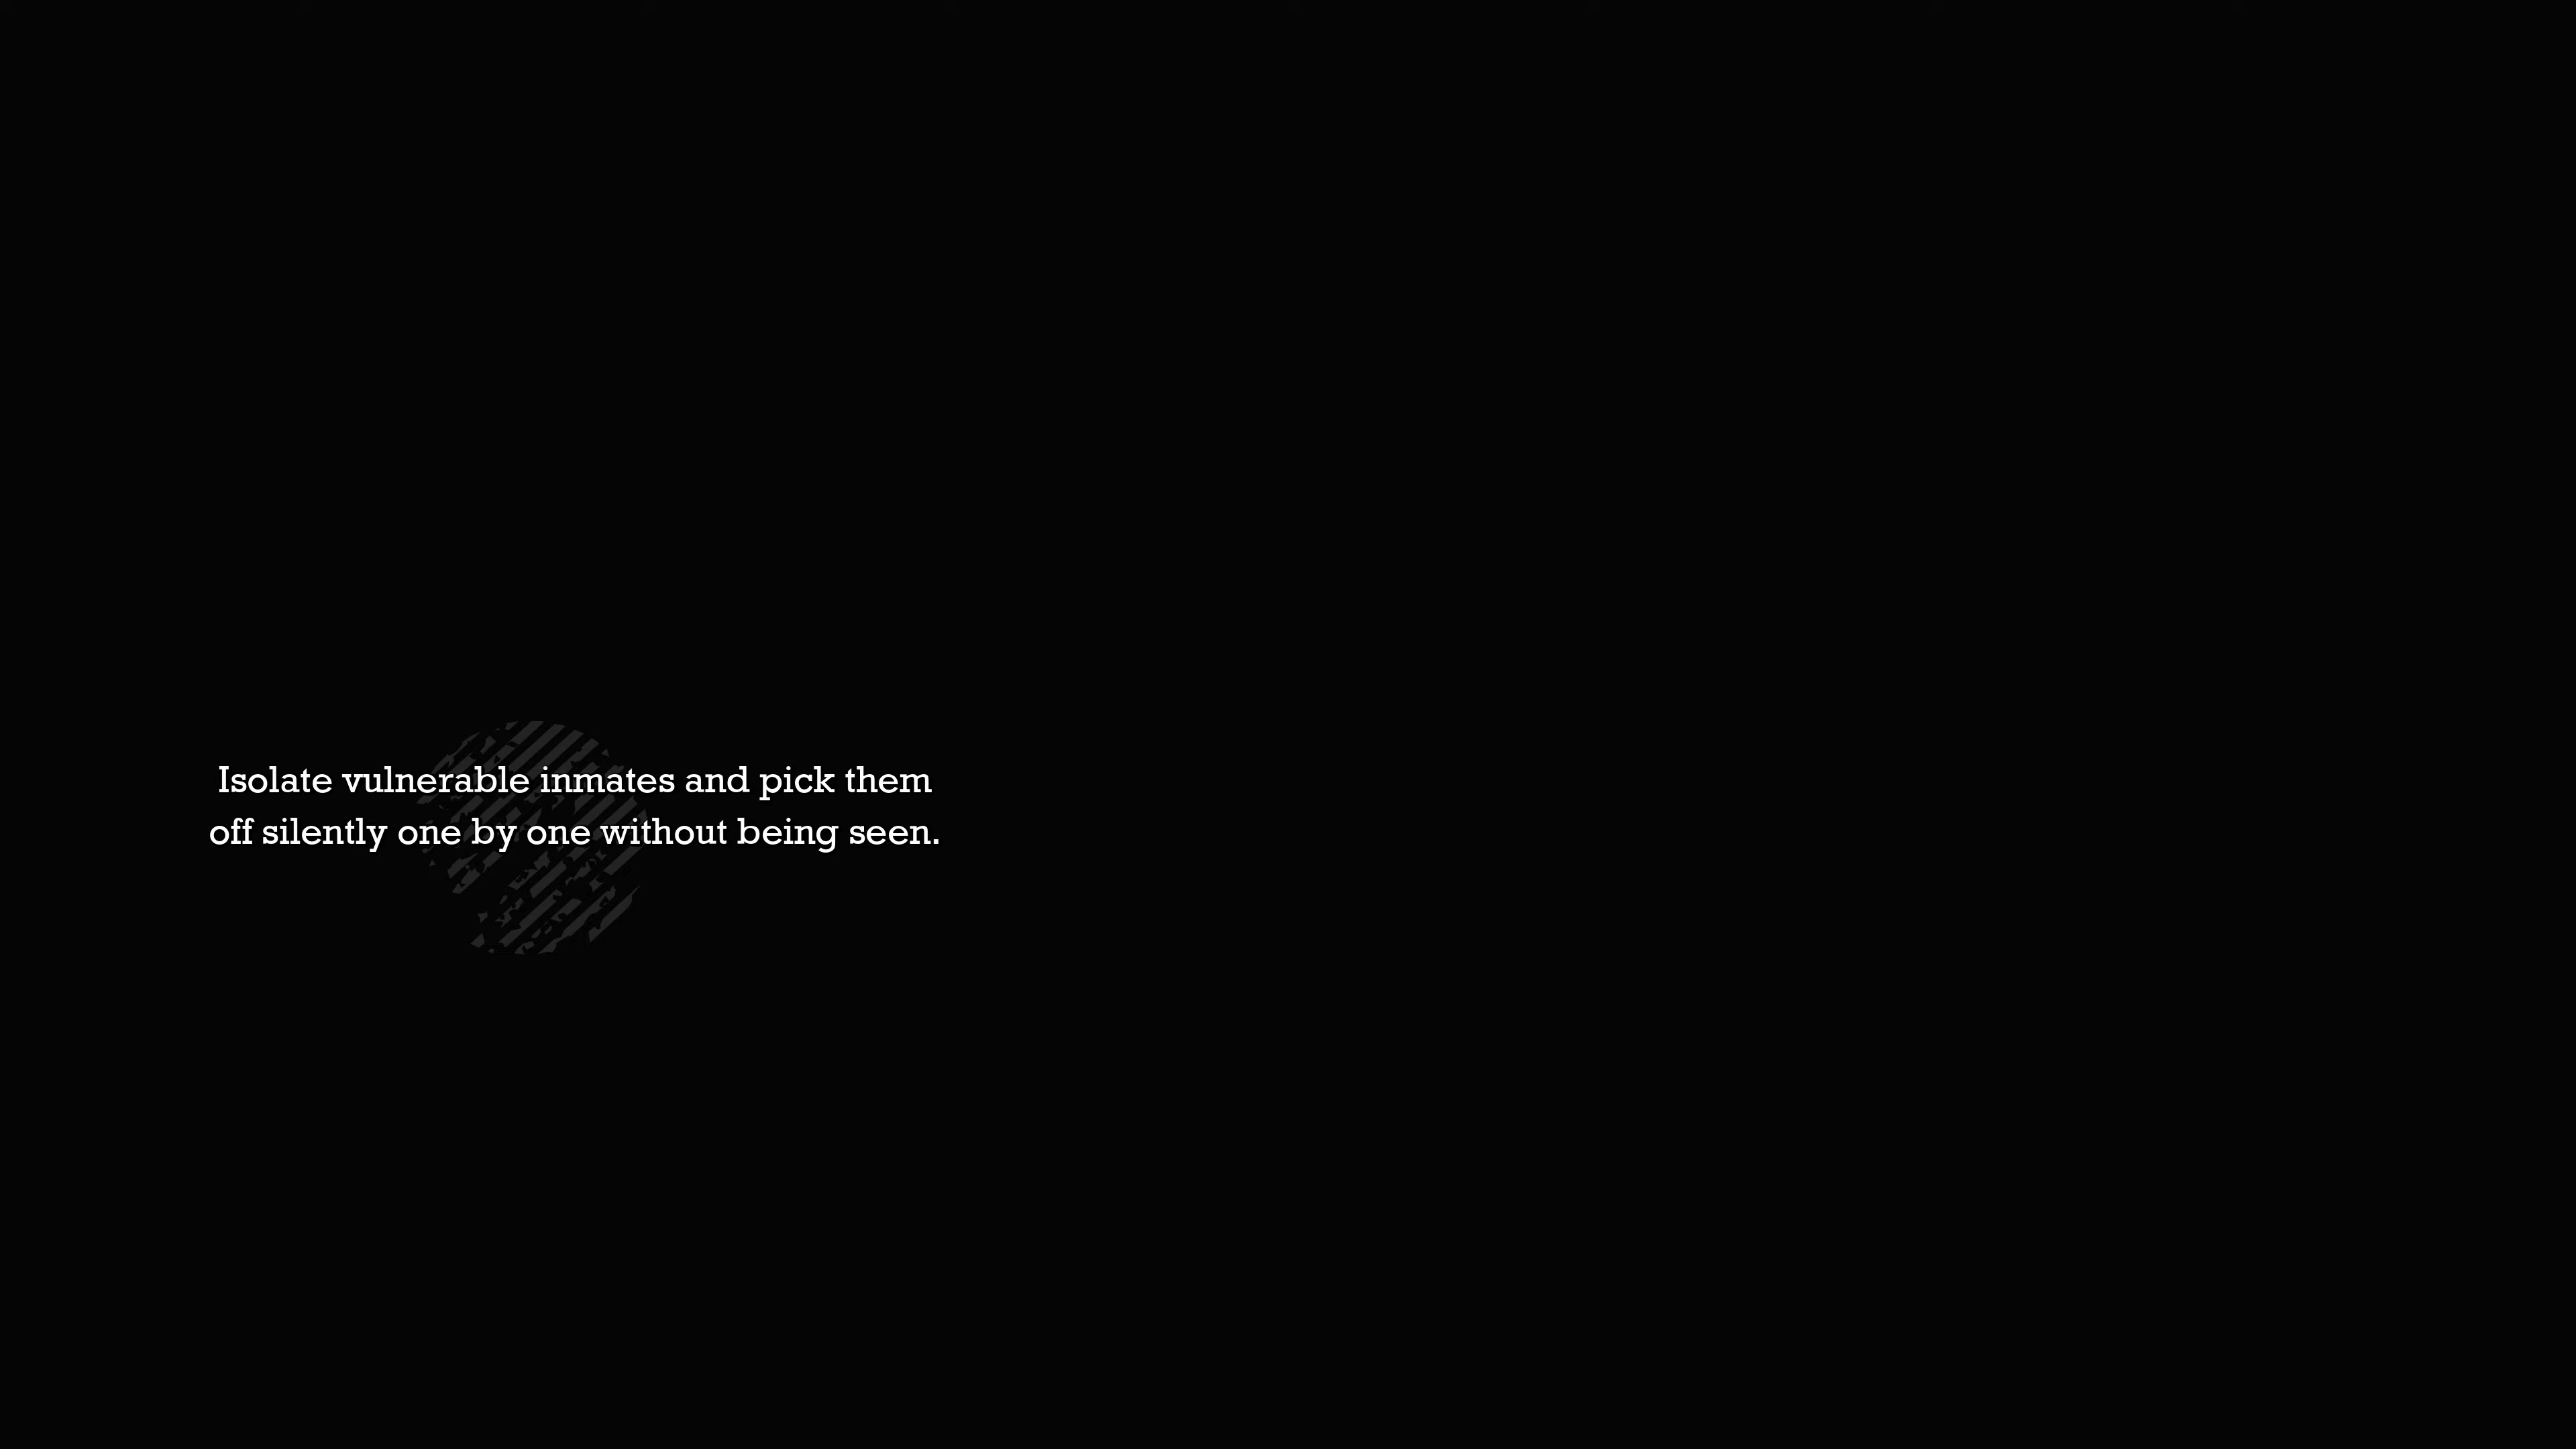 Isolate vulnerable inmates and pick them
off silently one by one without being seen.